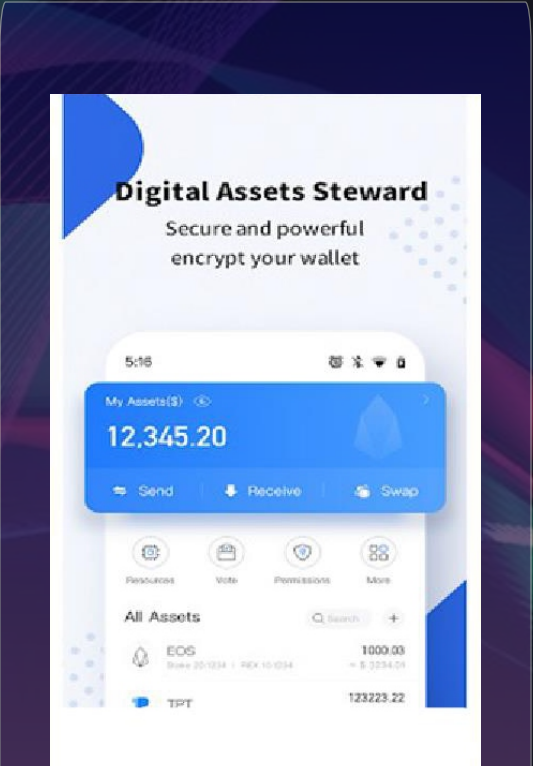 Digital Assets Steward
Secure and powerful
encrypt your wallet
5:16
My Assets($)
12,345.20
Send Receive Swap
Resources Vote Permissions More
All Assets Search +
EOS 1000.03
TPT 123223.22